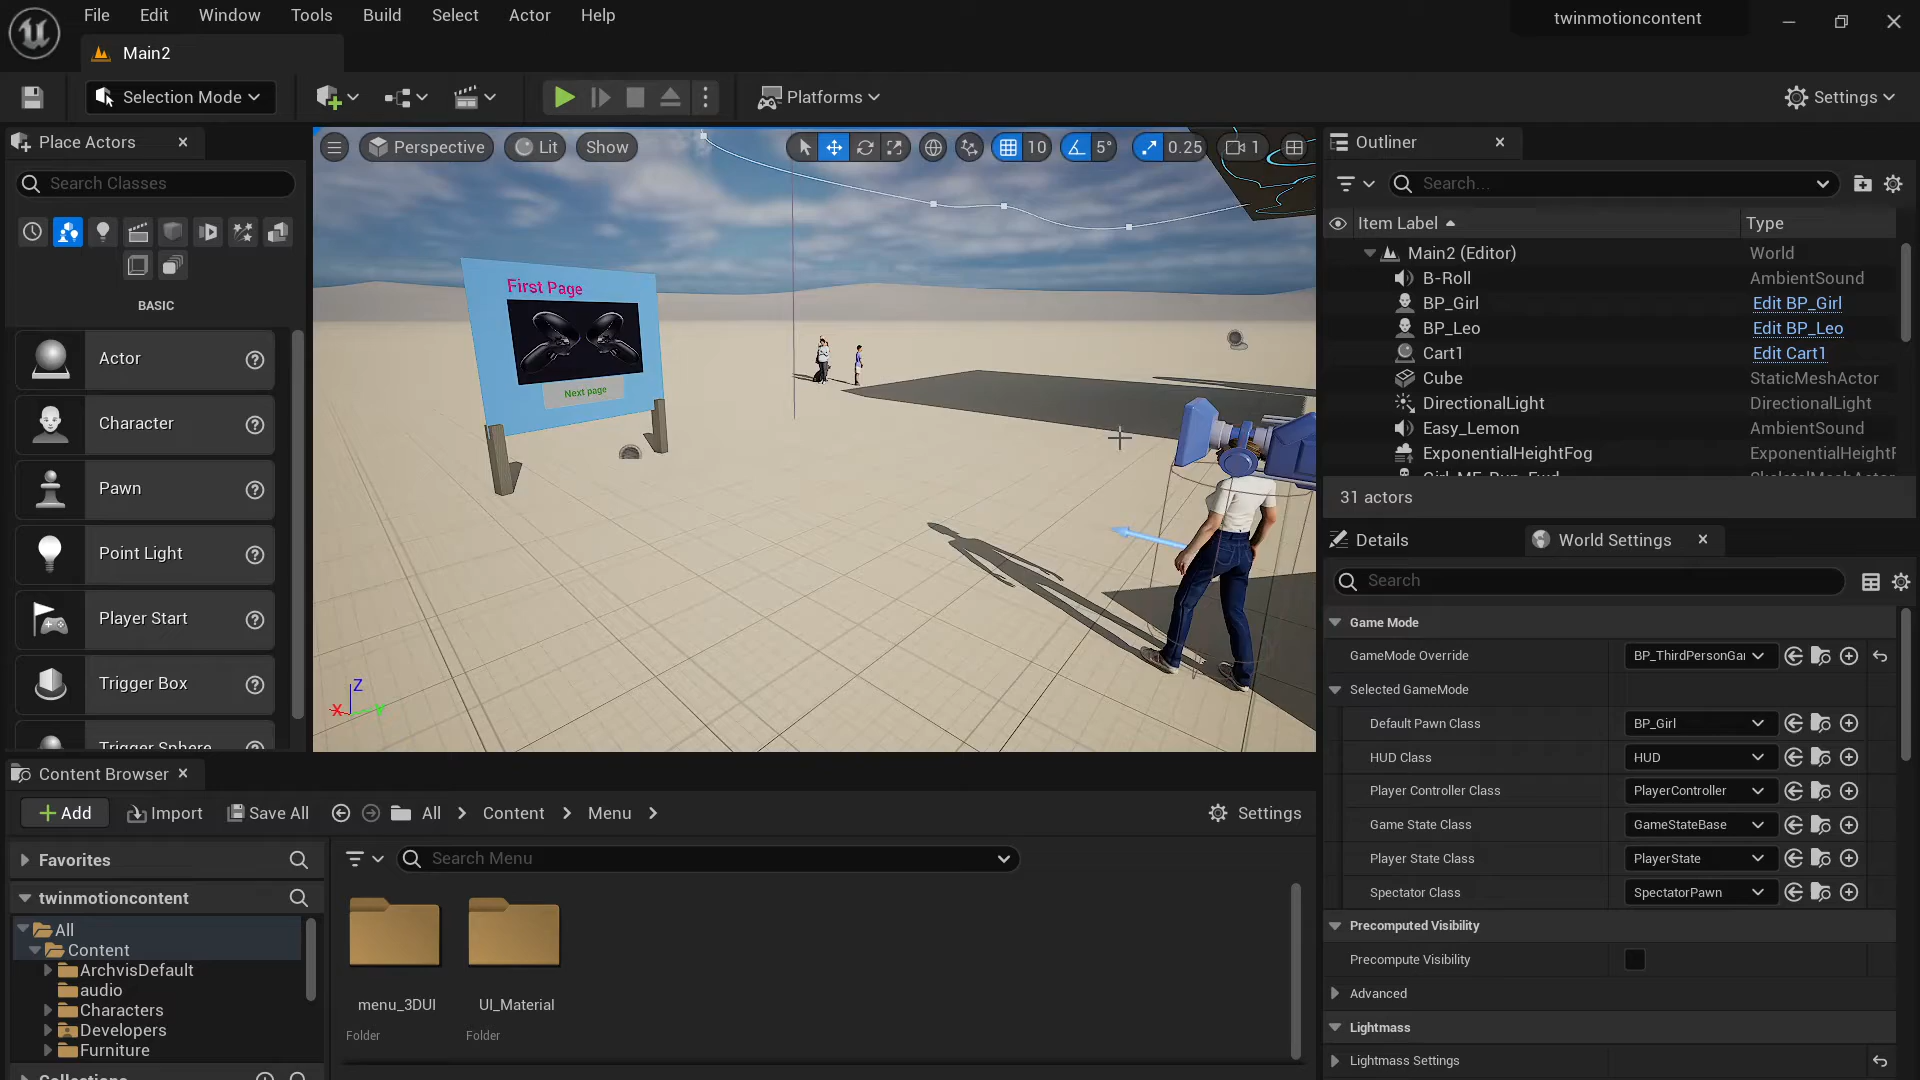 File Edit Window Tools Build Select Actor Help
twinmotioncontent
Main2
Selection Mode
Platforms
Settings
Place Actors
Search Classes
BASIC
Actor
Character
Pawn
Point Light
Player Start
Trigger Box
Trigger Sphere
Perspective Lit Show
10 5° 0.25 1
First Page
Next page
Z
X
Outliner
Search...
Item Label Type
Main2 (Editor) World
B-Roll AmbientSound
BP_Girl Edit BP_Girl
BP_Leo Edit BP_Leo
Cart1 Edit Cart1
Cube StaticMeshActor
DirectionalLight DirectionalLight
Easy_Lemon AmbientSound
ExponentialHeightFog ExponentialHeightF
31 actors
Details World Settings
Search
Game Mode
GameMode Override BP_ThirdPersonGa
Selected GameMode
Default Pawn Class BP_Girl
HUD Class HUD
Player Controller Class PlayerController
Game State Class GameStateBase
Player State Class PlayerState
Spectator Class SpectatorPawn
Precomputed Visibility
Precompute Visibility
Advanced
Lightmass
Lightmass Settings
Content Browser
Add Import Save All All Content Menu Settings
Favorites
twinmotioncontent
All
Content
ArchvisDefault
audio
Characters
Developers
Furniture
Collections
Search Menu
menu_3DUI UI_Material
Folder Folder